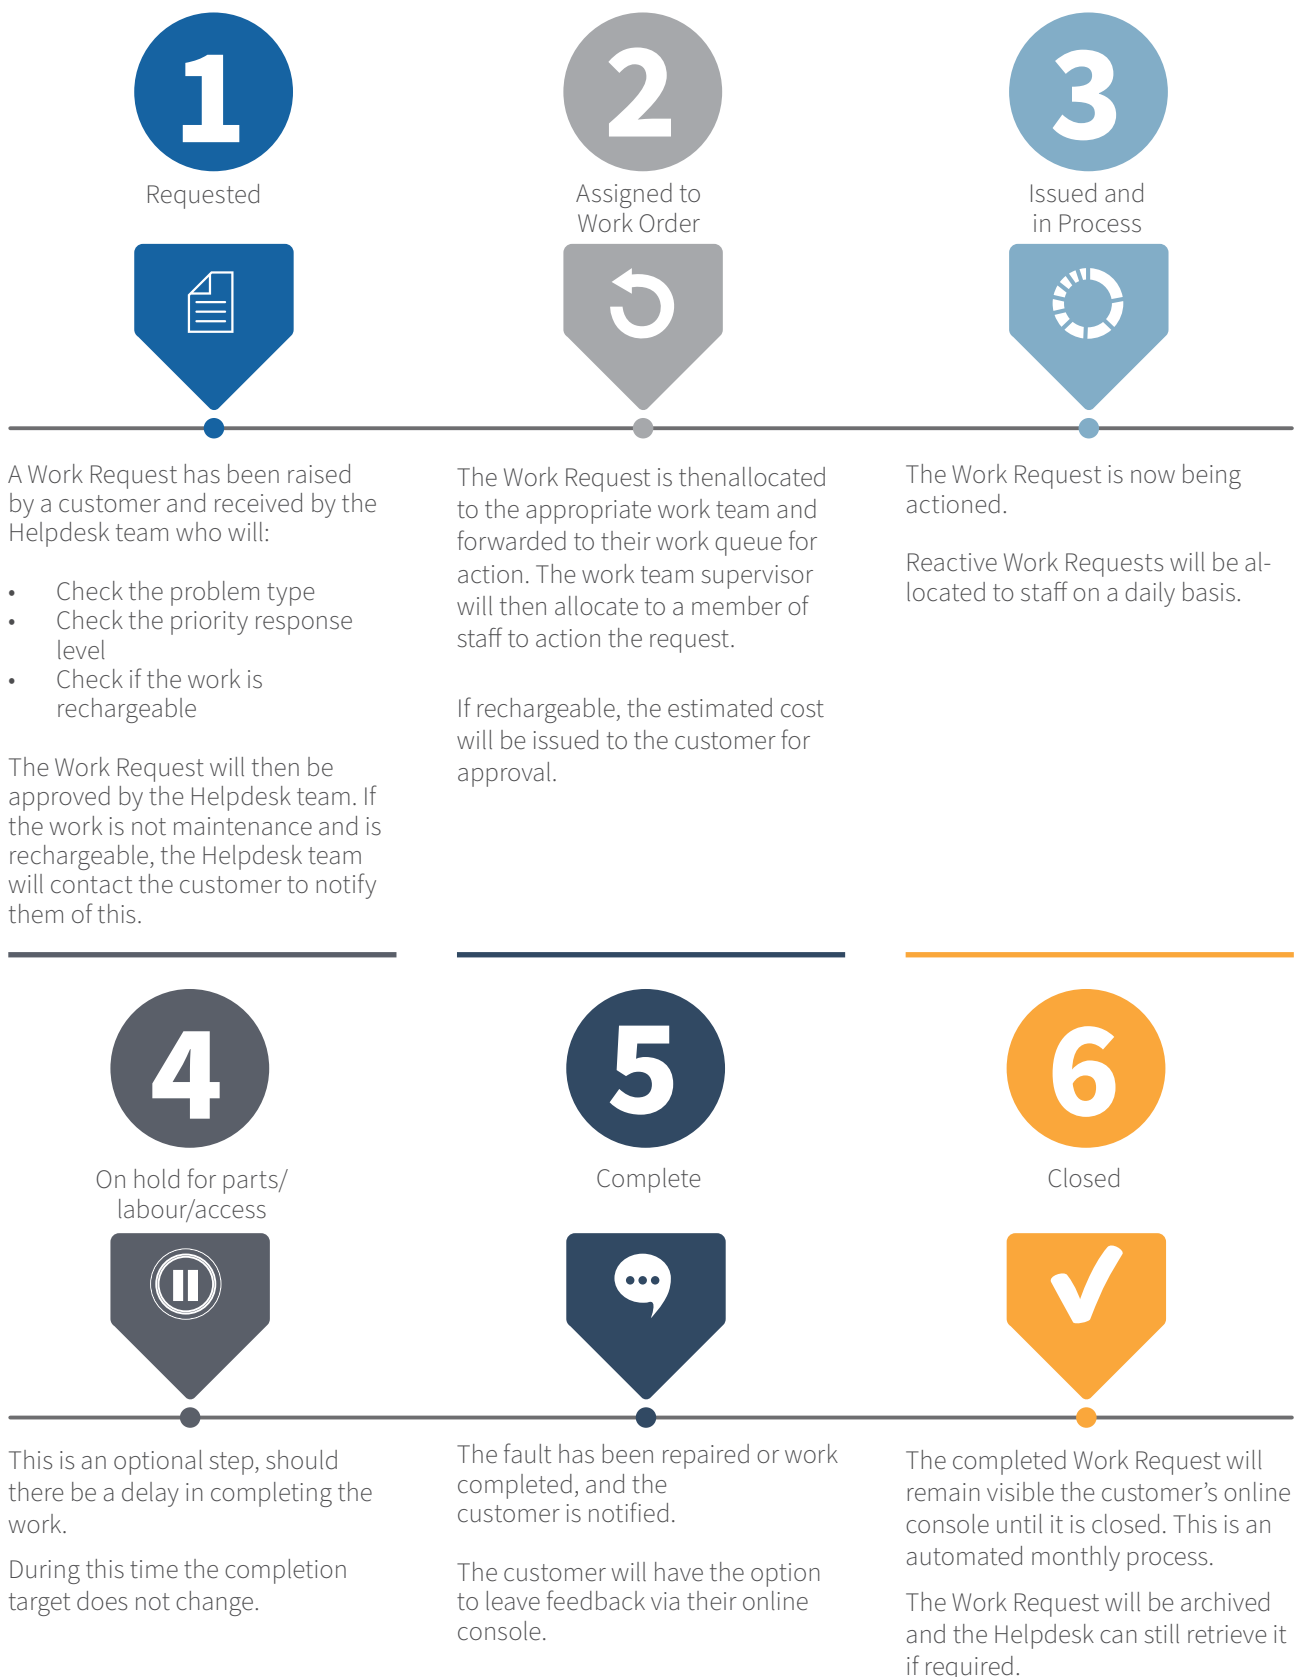 1
Requested
A Work Request has been raised
by a customer and received by the
Helpdesk team who will:
• Check the problem type
• Check the priority response
level
• Check if the work is
rechargeable
The Work Request will then be
approved by the Helpdesk team. If
the work is not maintenance and is
rechargeable, the Helpdesk team
will contact the customer to notify
them of this.
2
Assigned to
Work Order
The Work Request is thenallocated
to the appropriate work team and
forwarded to their work queue for
action. The work team supervisor
will then allocate to a member of
staff to action the request.
If rechargeable, the estimated cost
will be issued to the customer for
approval.
3
Issued and
in Process
The Work Request is now being
actioned.
Reactive Work Requests will be al-
located to staff on a daily basis.
4
On hold for parts/
labour/access
This is an optional step, should
there be a delay in completing the
work.
During this time the completion
target does not change.
5
Complete
The fault has been repaired or work
completed, and the
customer is notified.
The customer will have the option
to leave feedback via their online
console.
6
Closed
The completed Work Request will
remain visible the customer's online
console until it is closed. This is an
automated monthly process.
The Work Request will be archived
and the Helpdesk can still retrieve it
if required.